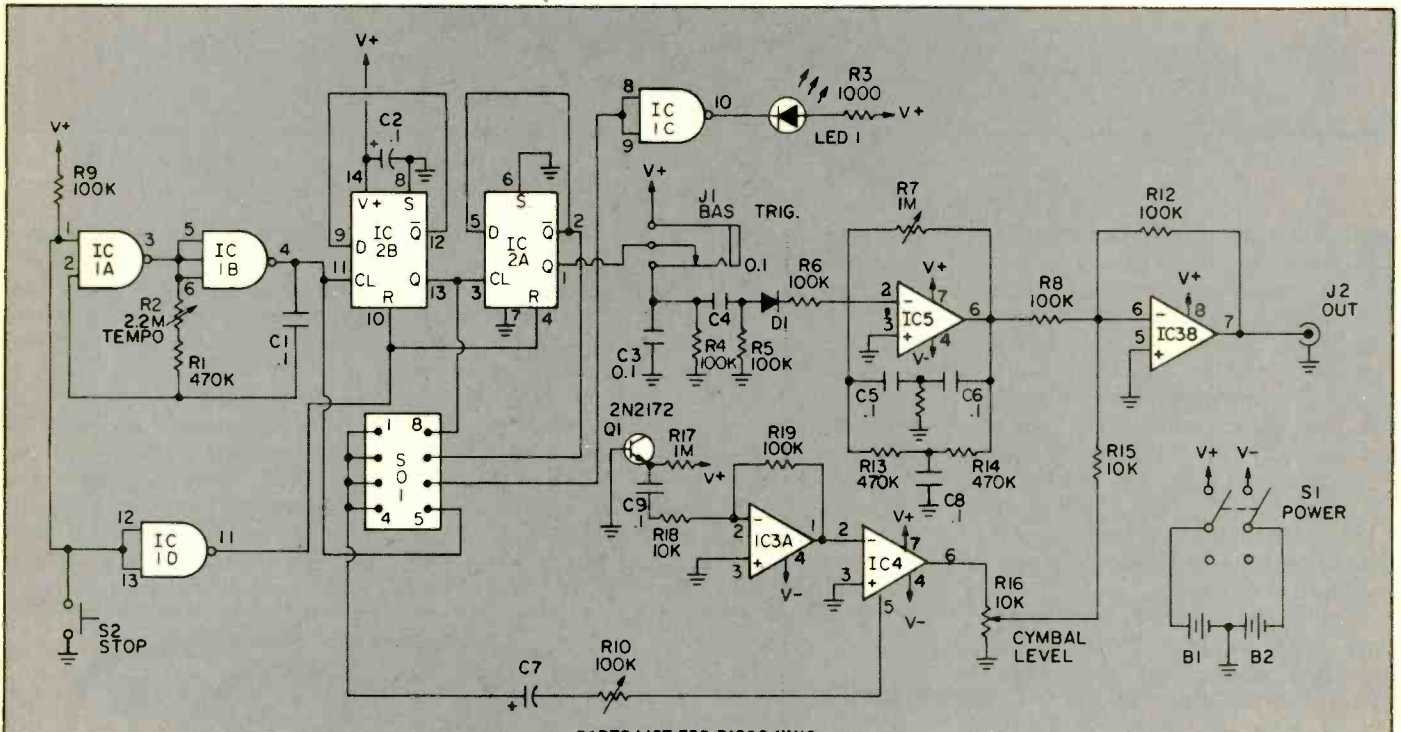 V+
R9
100K
1
2
IC
1A
3
5
6
IC
1B
4
R2
2.2M
TEMPO
R1
470K
C1
.1
V+
C2
+
.1
14
8
V+
S
IC
2B
9
D
Q̅
12
11
CL
Q
13
R
10
6
S
5
D
Q̅
2
IC
2A
Q
1
3
CL
R
7
4
8
9
IC
1C
10
LED 1
R3
1000
V+
V+
J1
BAS TRIG.
0.1
C3
0.1
R4
100K
C4
R5
100K
D1
R6
100K
R7
1M
2
-
3
+
IC5
V+
7
6
V-
4
C5
.1
C6
.1
R13
470K
R14
470K
C8
.1
R8
100K
R12
100K
6
-
5
+
IC38
V+
8
7
J2
OUT
R15
10K
12
13
IC
1D
11
S2
STOP
1
8
S
O
1
4
5
2N2172
Q1
R17
1M
V+
C9
.1
R18
10K
R19
100K
-
2
3
+
IC3A
1
4
V-
2
-
3
+
IC4
V+
7
6
4
V-
5
R16
10K
CYMBAL
LEVEL
C7
+
R10
100K
V+
V-
S1
POWER
B1
B2